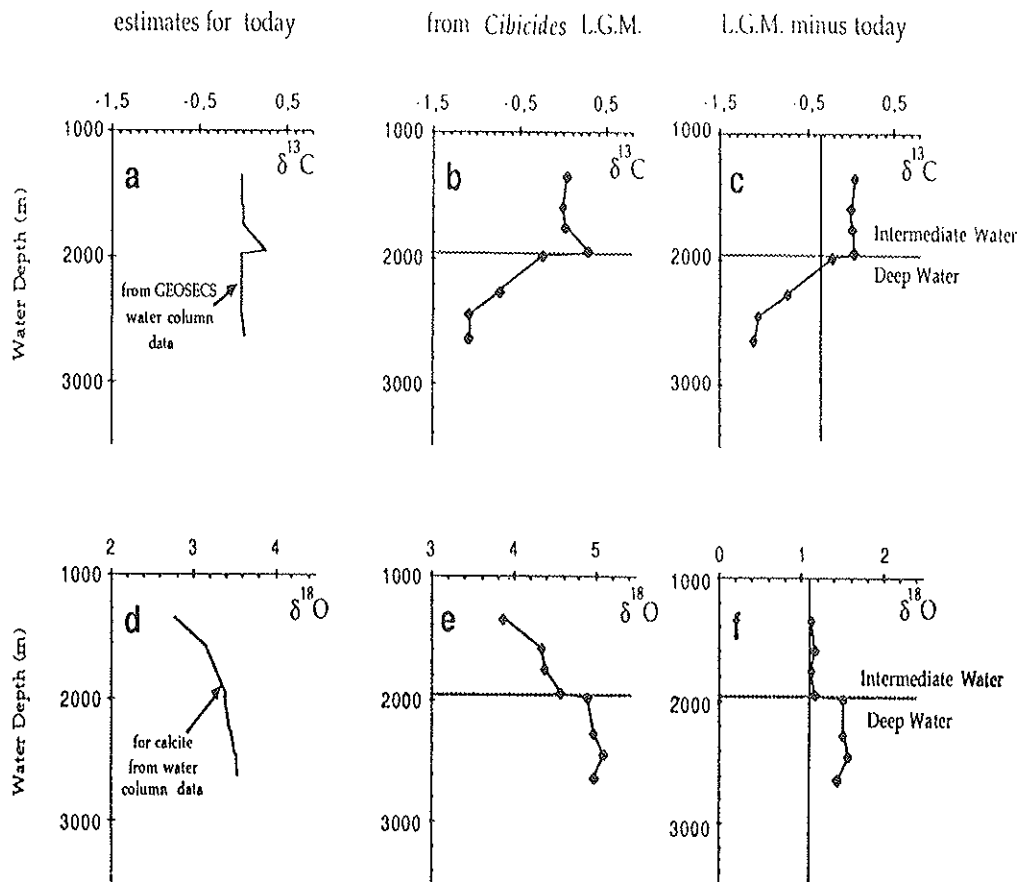 estimates for today
from Cibicides L.G.M.
L.G.M. minus today
-1,5 -0,5 0,5
1000
δ¹³C
a
2000
from GEOSECS
water column
data
3000
Water Depth (m)
-1,5 -0,5 0,5
1000
δ¹³C
b
2000
3000
-1,5 -0,5 0,5
1000
δ¹³C
c
Intermediate Water
2000
Deep Water
3000
2 3 4
1000
δ¹⁸O
d
2000
for calcite
from water
column data
3000
Water Depth (m)
3 4 5
1000
δ¹⁸O
e
2000
3000
0 1 2
1000
δ¹⁸O
f
Intermediate Water
2000
Deep Water
3000